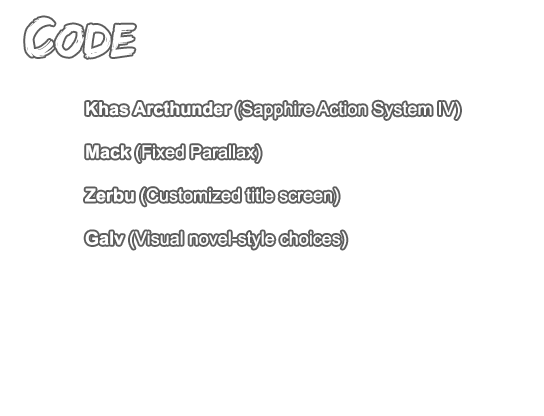 Code
Khas Arcthunder (Sapphire Action System IV)
Mack (Fixed Parallax)
Zerbu (Customized title screen)
Galv (Visual novel-style choices)